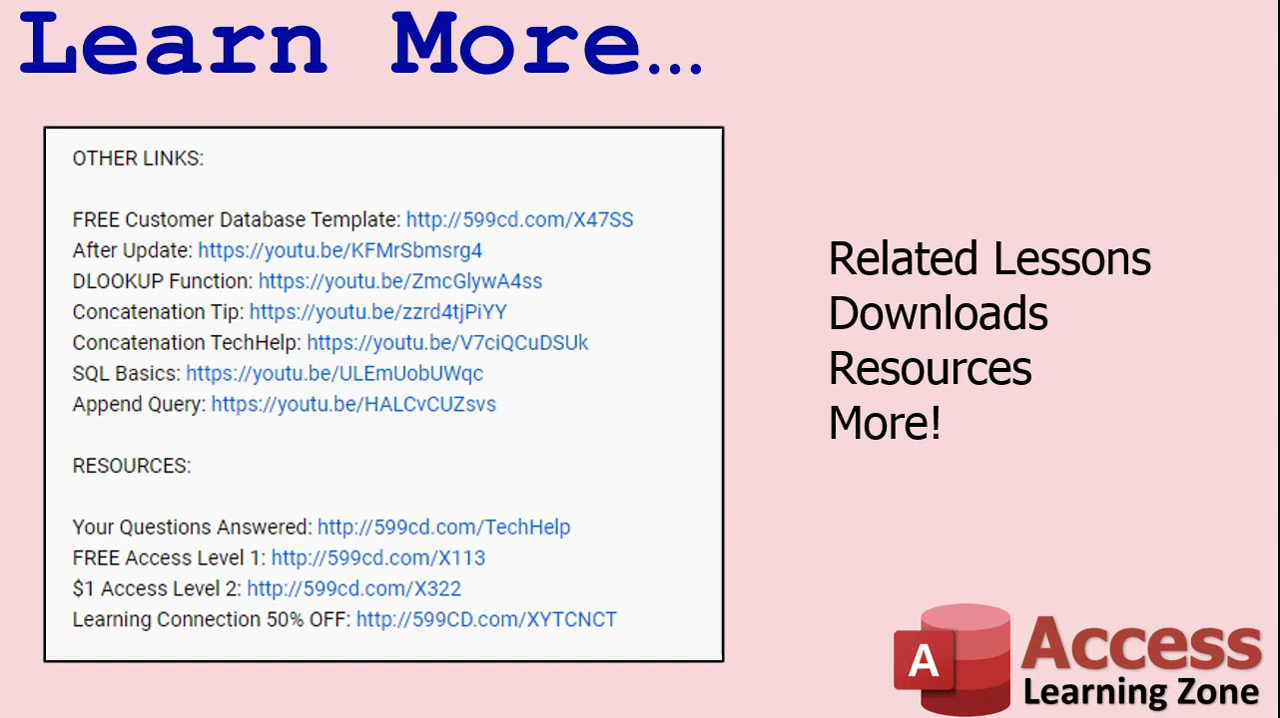 Learn More...
OTHER LINKS:
FREE Customer Database Template: http://599cd.com/X47SS
After Update: https://youtu.be/KFMrSbmsrg4
DLOOKUP Function: https://youtu.be/ZmcGlywA4ss
Concatenation Tip: https://youtu.be/zzrd4tjPiYY
Concatenation TechHelp: https://youtu.be/V7ciQCuDSUk
SQL Basics: https://youtu.be/ULEmUobUWqc
Append Query: https://youtu.be/HALCvCUZsvs
RESOURCES:
Your Questions Answered: http://599cd.com/TechHelp
FREE Access Level 1: http://599cd.com/X113
$1 Access Level 2: http://599cd.com/X322
Learning Connection 50% OFF: http://599CD.com/XYTCNCT
Related Lessons
Downloads
Resources
More!
A
Access
Learning Zone